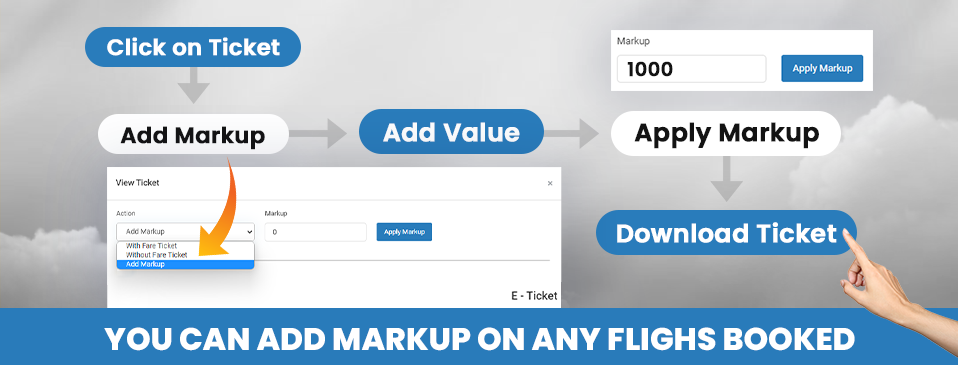 Click on Ticket
Add Markup
Add Value
Markup
1000
Apply Markup
Apply Markup
Download Ticket
View Ticket
×
Action
Markup
Add Markup
0
Apply Markup
With Fare Ticket
Without Fare Ticket
Add Markup
E - Ticket
YOU CAN ADD MARKUP ON ANY FLIGHS BOOKED